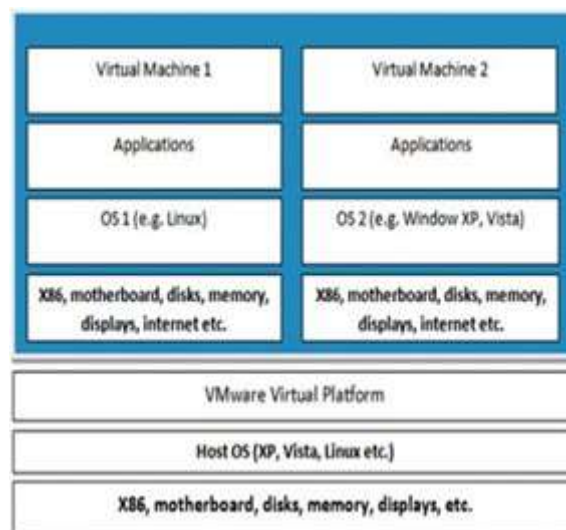 Virtual Machine 1
Applications
OS 1 (e.g. Linux)
X86, motherboard, disks, memory,
displays, internet etc.
Virtual Machine 2
Applications
OS 2 (e.g. Window XP, Vista)
X86, motherboard, disks, memory,
displays, internet etc.
VMware Virtual Platform
Host OS (XP, Vista, Linux etc.)
X86, motherboard, disks, memory, displays, etc.